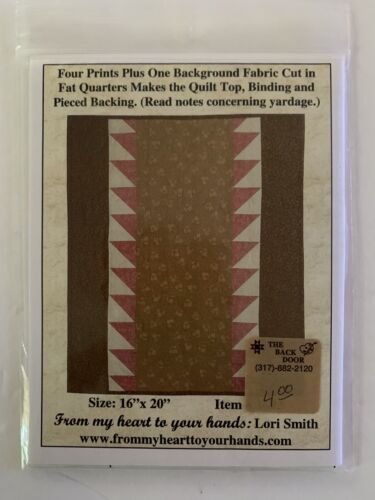 Four Prints Plus One Background Fabric Cut in
Fat Quarters Makes the Quilt Top, Binding and
Pieced Backing. (Read notes concerning yardage.)
THE
BACK
DOOR
(317)-882-2120
4.00
Size: 16"x 20"
Item
From my heart to your hands: Lori Smith
www.frommyhearttoyourhands.com